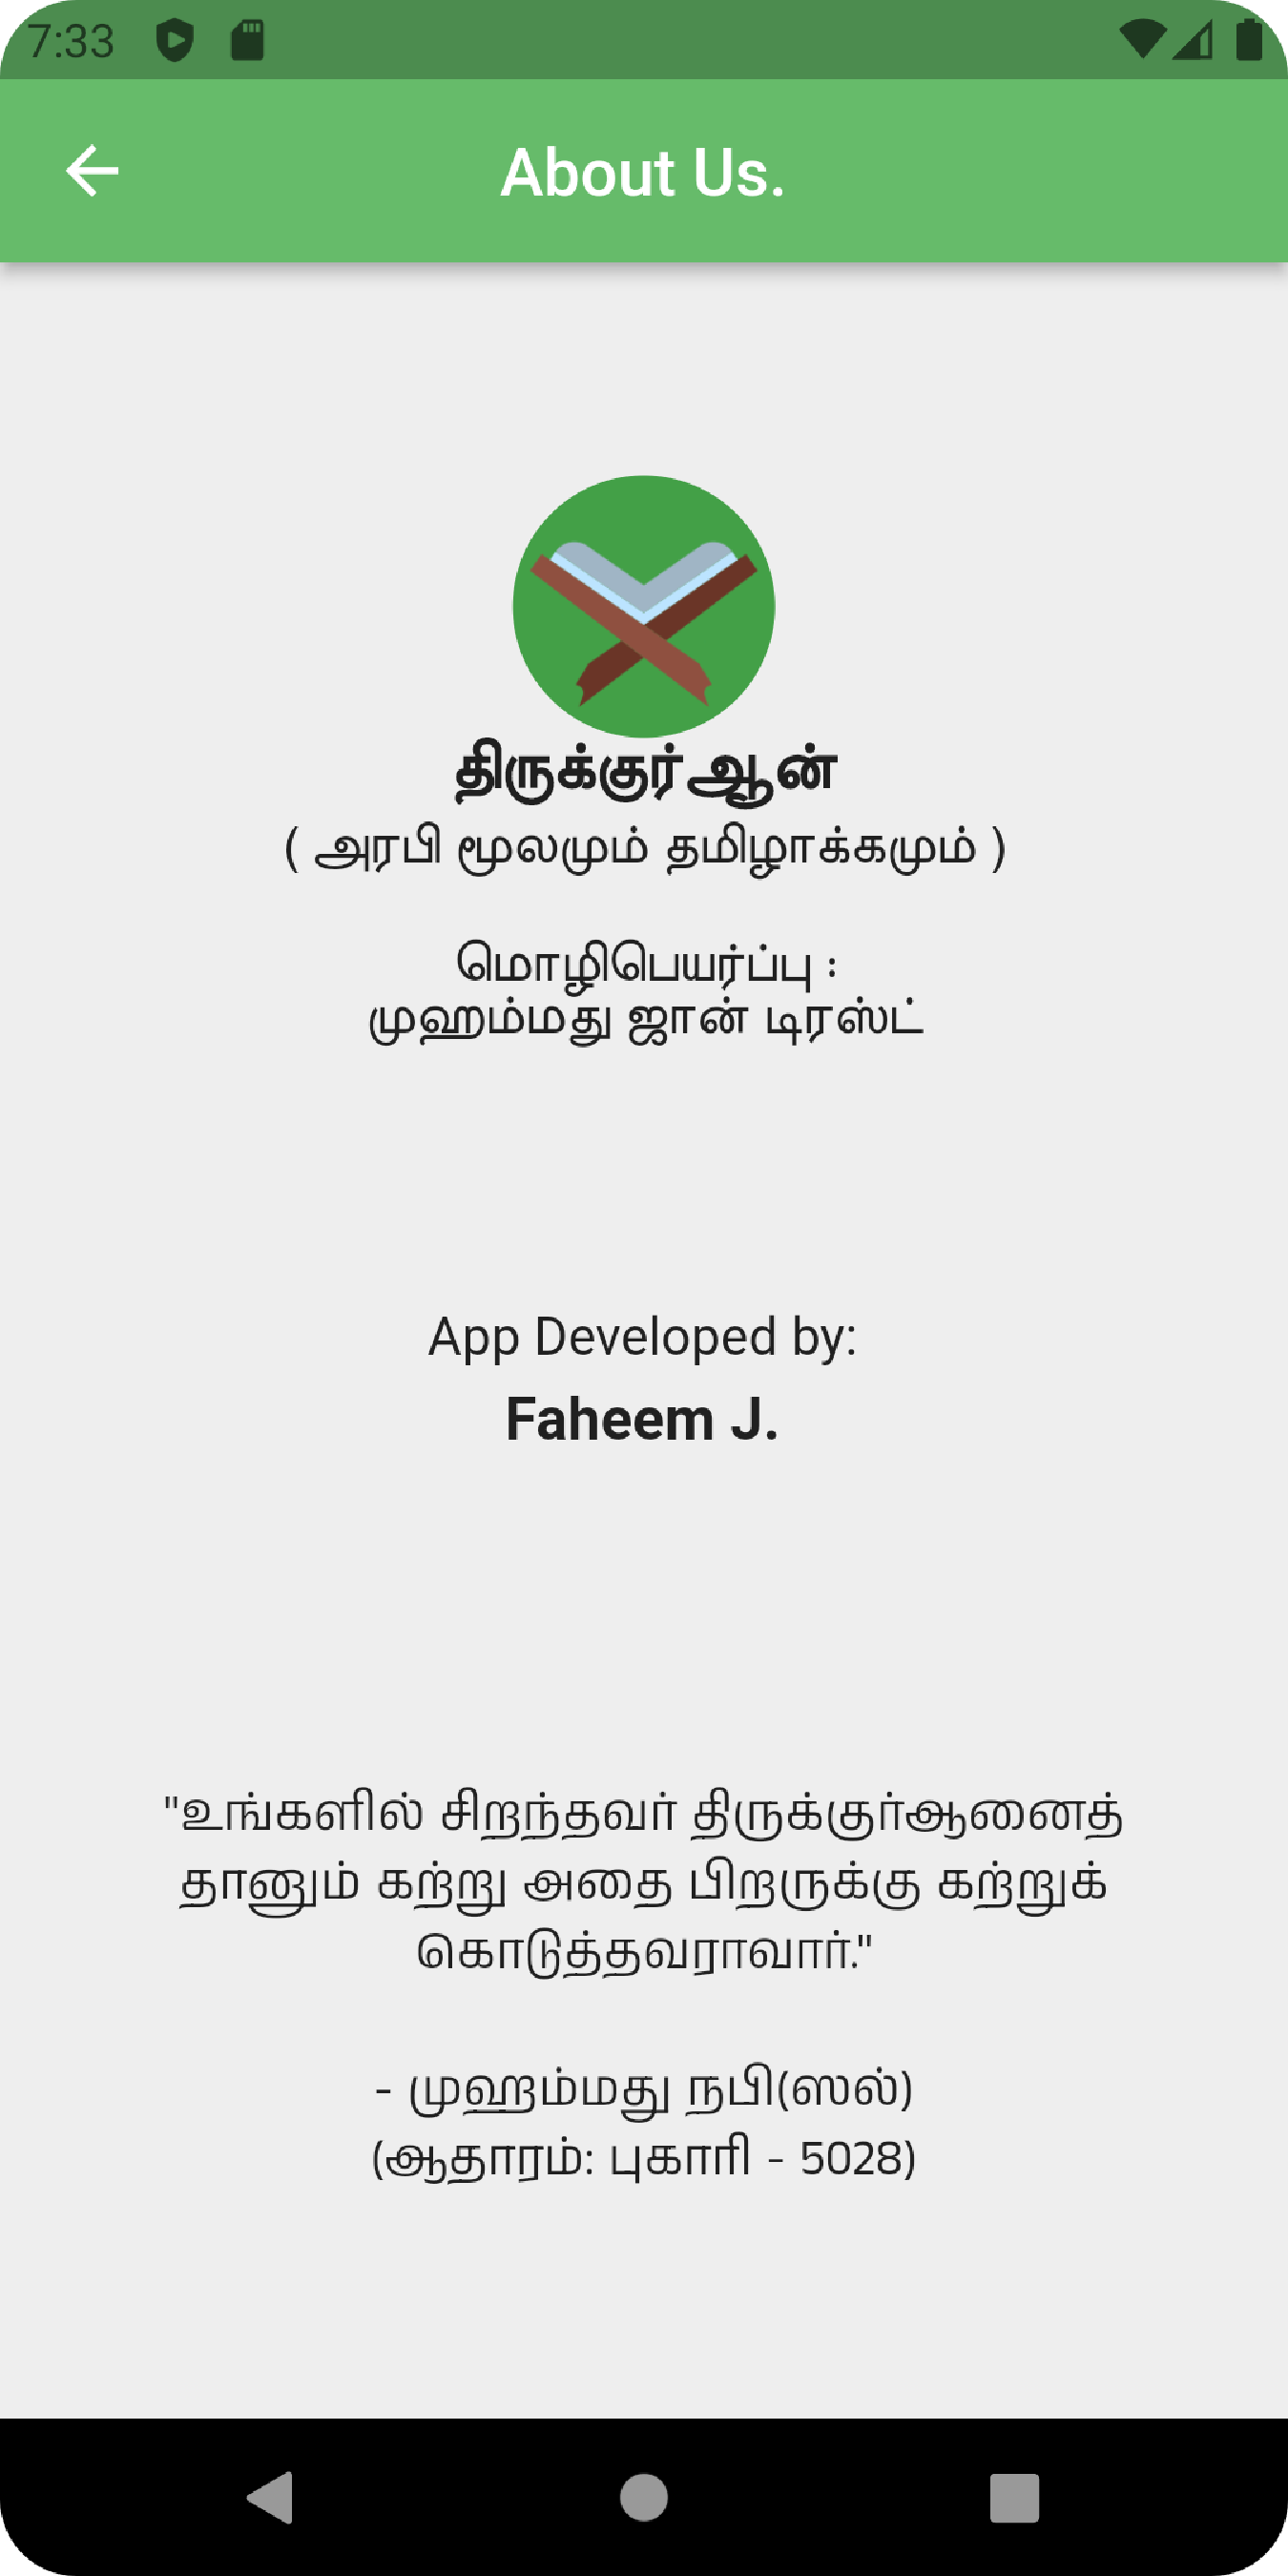 7:33
About Us.
திருக்குர்ஆன்
( அரபி மூலமும் தமிழாக்கமும் )
மொழிபெயர்ப்பு :
முஹம்மது ஜான் டிரஸ்ட்
App Developed by:
Faheem J.
"உங்களில் சிறந்தவர் திருக்குர்ஆனைத்
தானும் கற்று அதை பிறருக்கு கற்றுக்
கொடுத்தவராவார்."
- முஹம்மது நபி(ஸல்)
(ஆதாரம்: புகாரி - 5028)